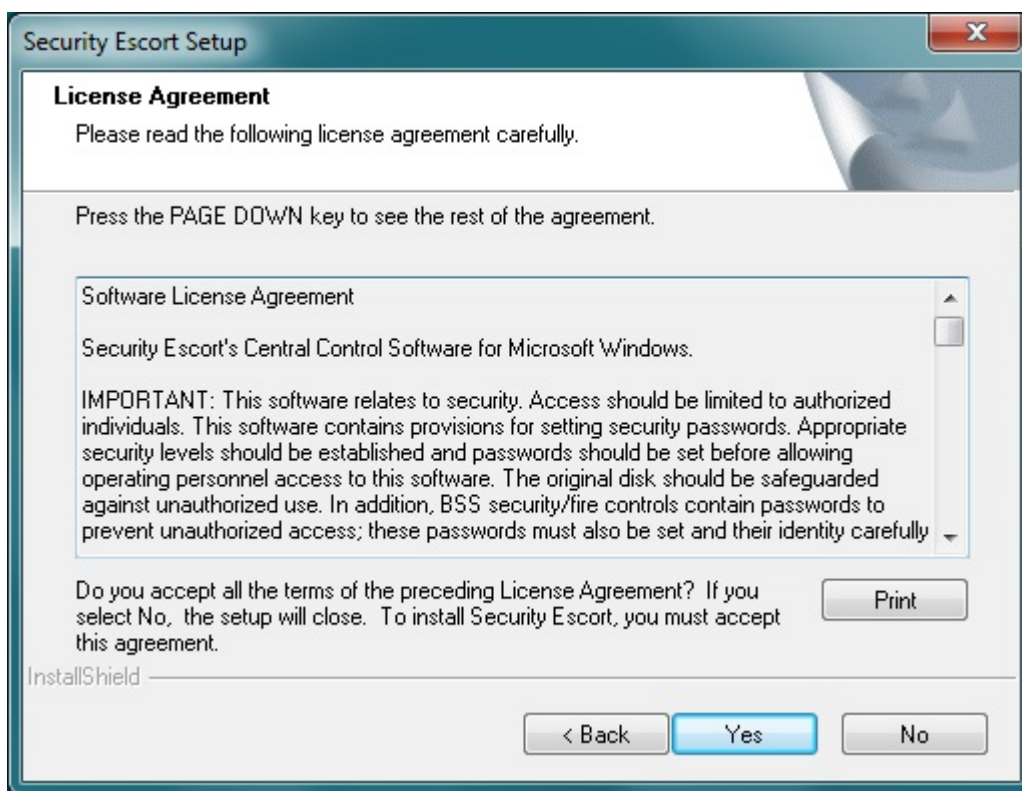 Security Escort Setup
License Agreement
Please read the following license agreement carefully.
Press the PAGE DOWN key to see the rest of the agreement.
Software License Agreement
Security Escort's Central Control Software for Microsoft Windows.
IMPORTANT: This software relates to security. Access should be limited to authorized
individuals. This software contains provisions for setting security passwords. Appropriate
security levels should be established and passwords should be set before allowing
operating personnel access to this software. The original disk should be safeguarded
against unauthorized use. In addition, BSS security/fire controls contain passwords to
prevent unauthorized access; these passwords must also be set and their identity carefully
Do you accept all the terms of the preceding License Agreement? If you
select No, the setup will close. To install Security Escort, you must accept
this agreement.
Print
InstallShield
< Back
Yes
No